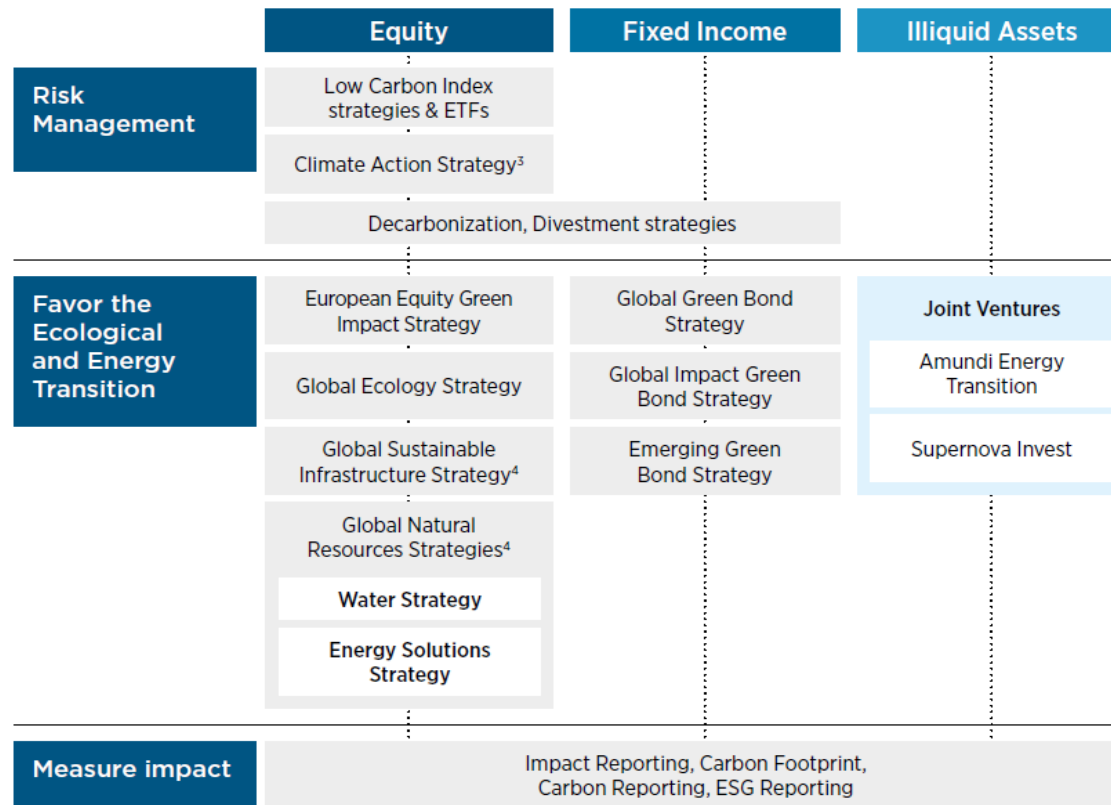 Equity
Fixed Income
Illiquid Assets
Risk
Management
Low Carbon Index
strategies & ETFs
Climate Action Strategy³
Decarbonization, Divestment strategies
Favor the
Ecological
and Energy
Transition
European Equity Green
Impact Strategy
Global Ecology Strategy
Global Sustainable
Infrastructure Strategy⁴
Global Natural
Resources Strategies⁴
Water Strategy
Energy Solutions
Strategy
Global Green Bond
Strategy
Global Impact Green
Bond Strategy
Emerging Green
Bond Strategy
Joint Ventures
Amundi Energy
Transition
Supernova Invest
Measure impact
Impact Reporting, Carbon Footprint,
Carbon Reporting, ESG Reporting